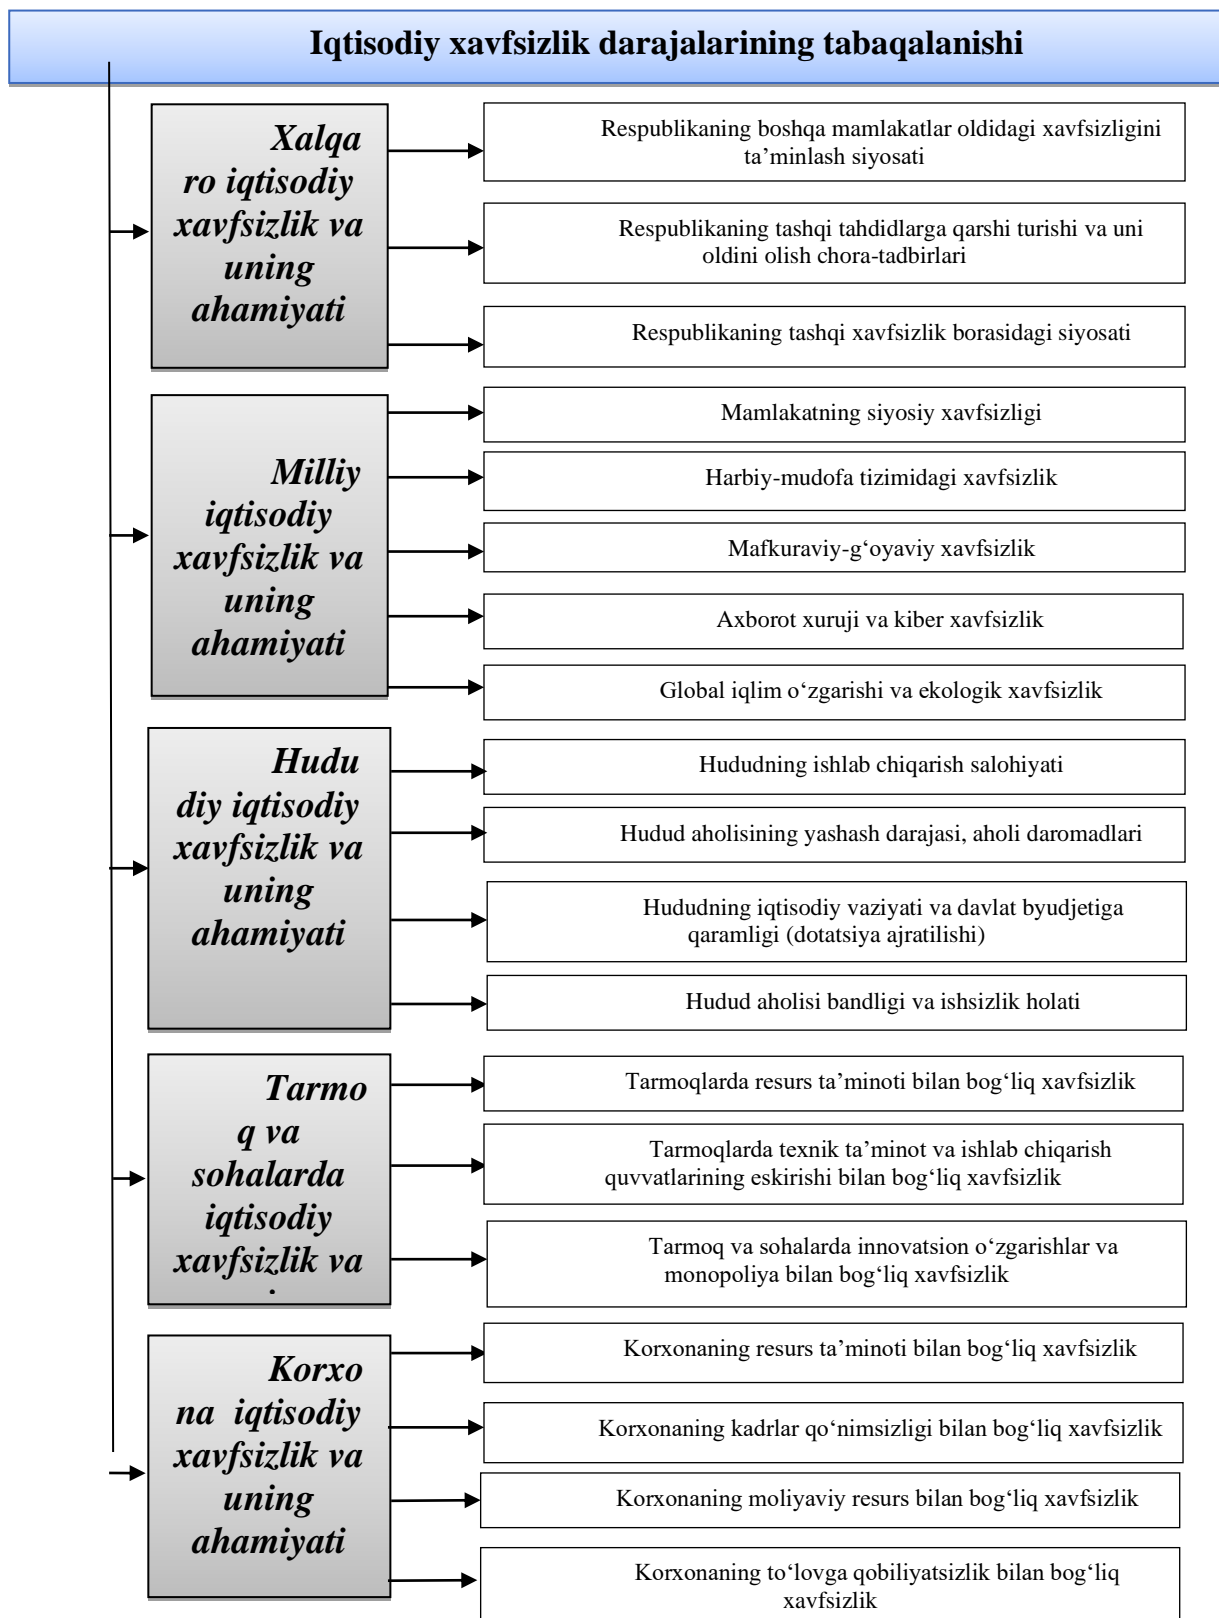 Iqtisodiy xavfsizlik darajalarining tabaqalanishi
Xalqa
ro iqtisodiy
xavfsizlik va
uning
ahamiyati
Respublikaning boshqa mamlakatlar oldidagi xavfsizligini
ta’minlash siyosati
Respublikaning tashqi tahdidlarga qarshi turishi va uni
oldini olish chora-tadbirlari
Respublikaning tashqi xavfsizlik borasidagi siyosati
Milliy
iqtisodiy
xavfsizlik va
uning
ahamiyati
Mamlakatning siyosiy xavfsizligi
Harbiy-mudofa tizimidagi xavfsizlik
Mafkuraviy-g‘oyaviy xavfsizlik
Axborot xuruji va kiber xavfsizlik
Global iqlim o‘zgarishi va ekologik xavfsizlik
Hudu
diy iqtisodiy
xavfsizlik va
uning
ahamiyati
Hududning ishlab chiqarish salohiyati
Hudud aholisining yashash darajasi, aholi daromadlari
Hududning iqtisodiy vaziyati va davlat byudjetiga
qaramligi (dotatsiya ajratilishi)
Hudud aholisi bandligi va ishsizlik holati
Tarmo
q va
sohalarda
iqtisodiy
xavfsizlik va
Tarmoqlarda resurs ta’minoti bilan bog‘liq xavfsizlik
Tarmoqlarda texnik ta’minot va ishlab chiqarish
quvvatlarining eskirishi bilan bog‘liq xavfsizlik
Tarmoq va sohalarda innovatsion o‘zgarishlar va
monopoliya bilan bog‘liq xavfsizlik
Korxo
na iqtisodiy
xavfsizlik va
uning
ahamiyati
Korxonaning resurs ta’minoti bilan bog‘liq xavfsizlik
Korxonaning kadrlar qo‘nimsizligi bilan bog‘liq xavfsizlik
Korxonaning moliyaviy resurs bilan bog‘liq xavfsizlik
Korxonaning to‘lovga qobiliyatsizlik bilan bog‘liq
xavfsizlik